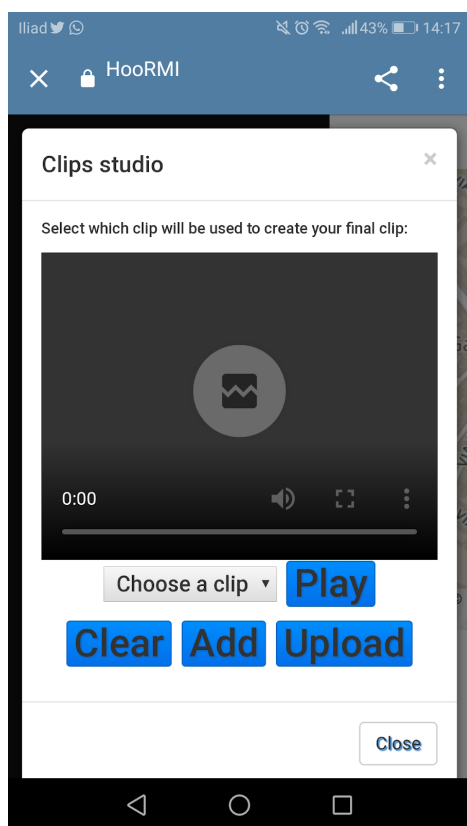 Iliad 43% 14:17
HooRMI
Clips studio ×
Select which clip will be used to create your final clip:
0:00
Choose a clip Play
Clear Add Upload
Close